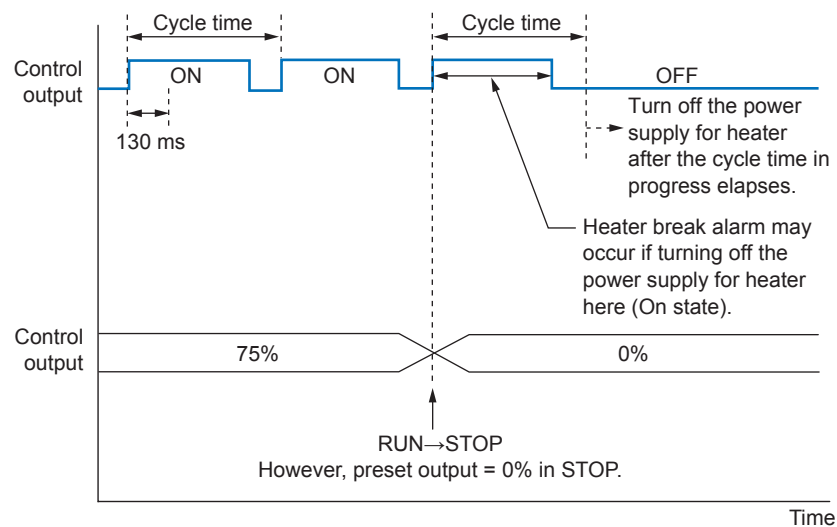 Cycle time
Cycle time
Control
output
ON
ON
OFF
130 ms
Turn off the power
supply for heater
after the cycle time in
progress elapses.
Heater break alarm may
occur if turning off the
power supply for heater
here (On state).
Control
output
75%
0%
RUN→STOP
However, preset output = 0% in STOP.
Time